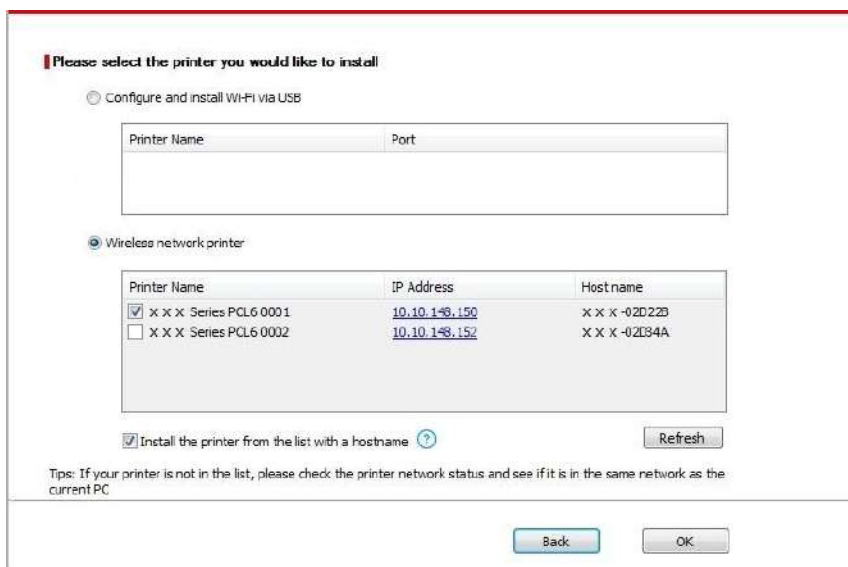 Please select the printer you would like to install
Configure and install Wi-Fi via USB
Printer Name Port
Wireless network printer
Printer Name IP Address Hostname
X X X Series PCL6 0001 10.10.148.150 X X X -02D22B
X X X Series PCL6 0002 10.10.148.152 X X X -02D34A
Install the printer from the list with a hostname ?
Refresh
Tips: If your printer is not in the list, please check the printer network status and see if it is in the same network as the
current PC
Back OK